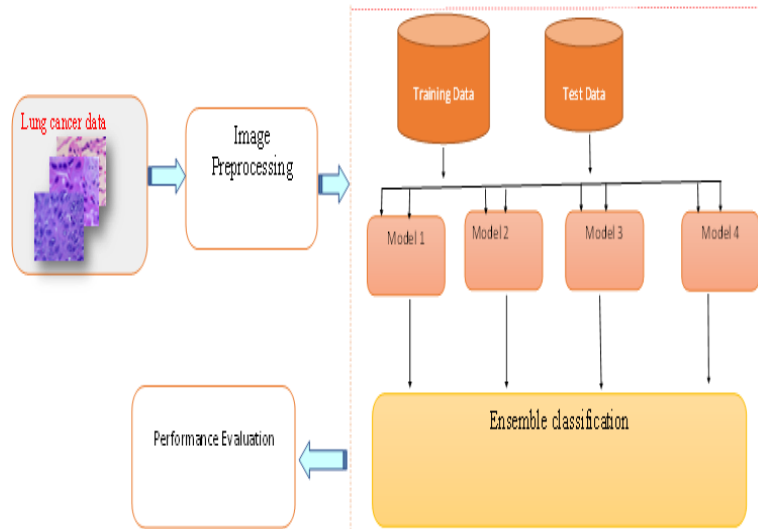 Lung cancer data
Image
Preprocessing
Training Data
Test Data
Model 1
Model 2
Model 3
Model 4
Ensemble classification
Performance Evaluation